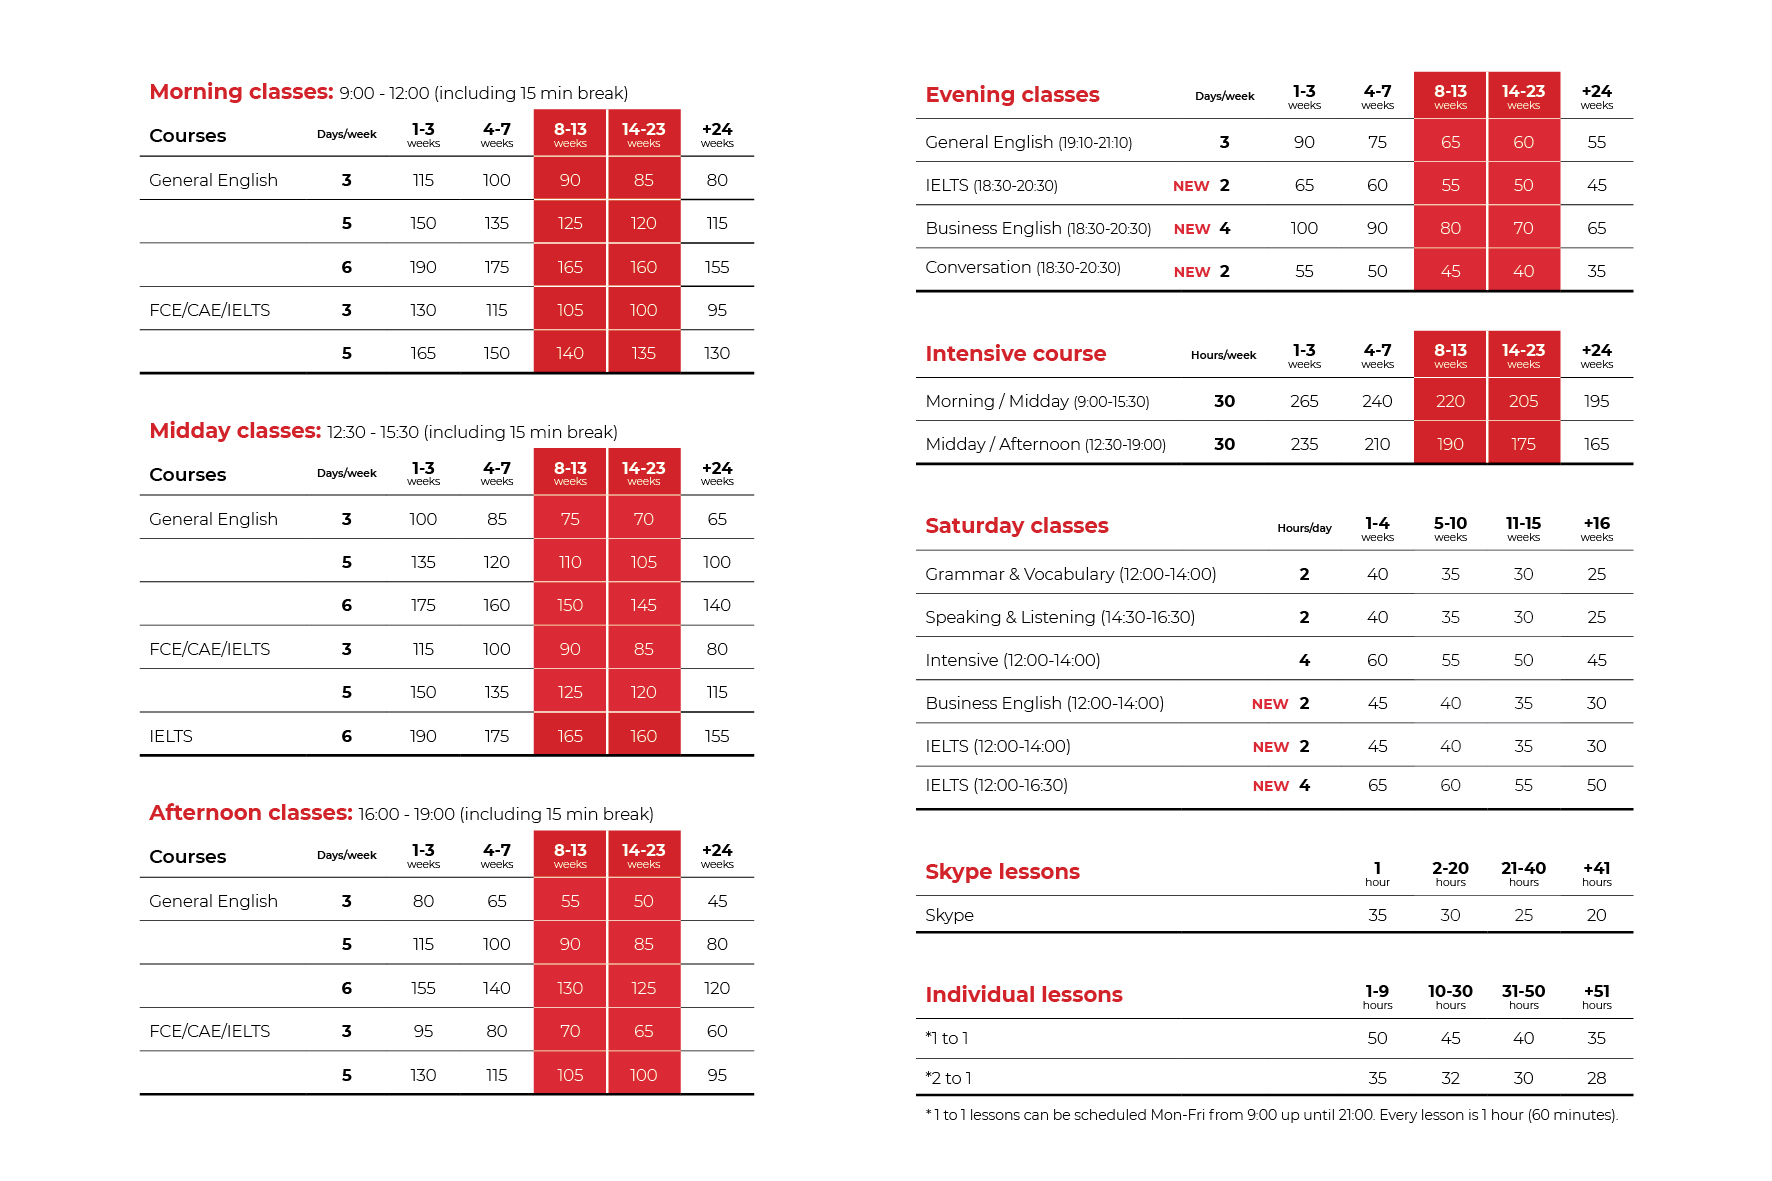 Morning classes: 9:00 - 12:00 (including 15 min break)
Courses Days/week 1-3 weeks 4-7 weeks 8-13 weeks 14-23 weeks +24 weeks
General English 3 115 100 90 85 80
5 150 135 125 120 115
6 190 175 165 160 155
FCE/CAE/IELTS 3 130 115 105 100 95
5 165 150 140 135 130
Midday classes: 12:30 - 15:30 (including 15 min break)
Courses Days/week 1-3 weeks 4-7 weeks 8-13 weeks 14-23 weeks +24 weeks
General English 3 100 85 75 70 65
5 135 120 110 105 100
6 175 160 150 145 140
FCE/CAE/IELTS 3 115 100 90 85 80
5 150 135 125 120 115
IELTS 6 190 175 165 160 155
Afternoon classes: 16:00 - 19:00 (including 15 min break)
Courses Days/week 1-3 weeks 4-7 weeks 8-13 weeks 14-23 weeks +24 weeks
General English 3 80 65 55 50 45
5 115 100 90 85 80
6 155 140 130 125 120
FCE/CAE/IELTS 3 95 80 70 65 60
5 130 115 105 100 95
Evening classes Days/week 1-3 weeks 4-7 weeks 8-13 weeks 14-23 weeks +24 weeks
General English (19:10-21:10) 3 90 75 65 60 55
IELTS (18:30-20:30) NEW 2 65 60 55 50 45
Business English (18:30-20:30) NEW 4 100 90 80 70 65
Conversation (18:30-20:30) NEW 2 55 50 45 40 35
Intensive course Hours/week 1-3 weeks 4-7 weeks 8-13 weeks 14-23 weeks +24 weeks
Morning / Midday (9:00-15:30) 30 265 240 220 205 195
Midday / Afternoon (12:30-19:00) 30 235 210 190 175 165
Saturday classes Hours/day 1-4 weeks 5-10 weeks 11-15 weeks +16 weeks
Grammar & Vocabulary (12:00-14:00) 2 40 35 30 25
Speaking & Listening (14:30-16:30) 2 40 35 30 25
Intensive (12:00-14:00) 4 60 55 50 45
Business English (12:00-14:00) NEW 2 45 40 35 30
IELTS (12:00-14:00) NEW 2 45 40 35 30
IELTS (12:00-16:30) NEW 4 65 60 55 50
Skype lessons 1 hour 2-20 hours 21-40 hours +41 hours
Skype 35 30 25 20
Individual lessons 1-9 hours 10-30 hours 31-50 hours +51 hours
*1 to 1 50 45 40 35
*2 to 1 35 32 30 28
* 1 to 1 lessons can be scheduled Mon-Fri from 9:00 up until 21:00. Every lesson is 1 hour (60 minutes).